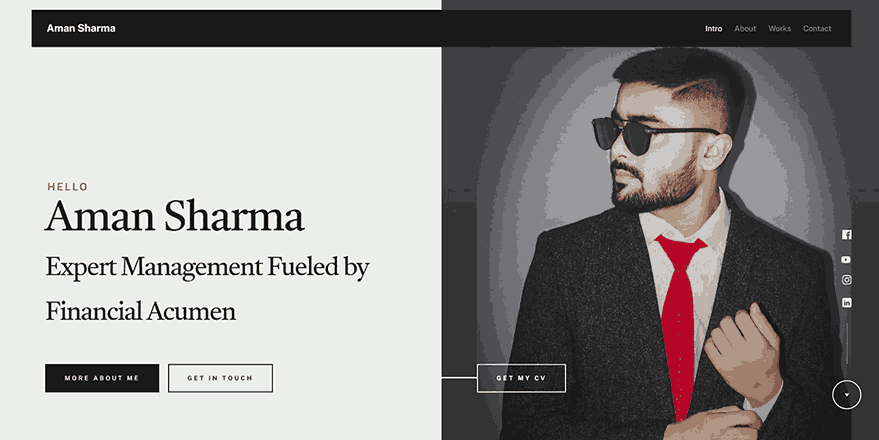 Aman Sharma
Intro About Works Contact
HELLO
Aman Sharma
Expert Management Fueled by
Financial Acumen
MORE ABOUT ME
GET IN TOUCH
GET MY CV